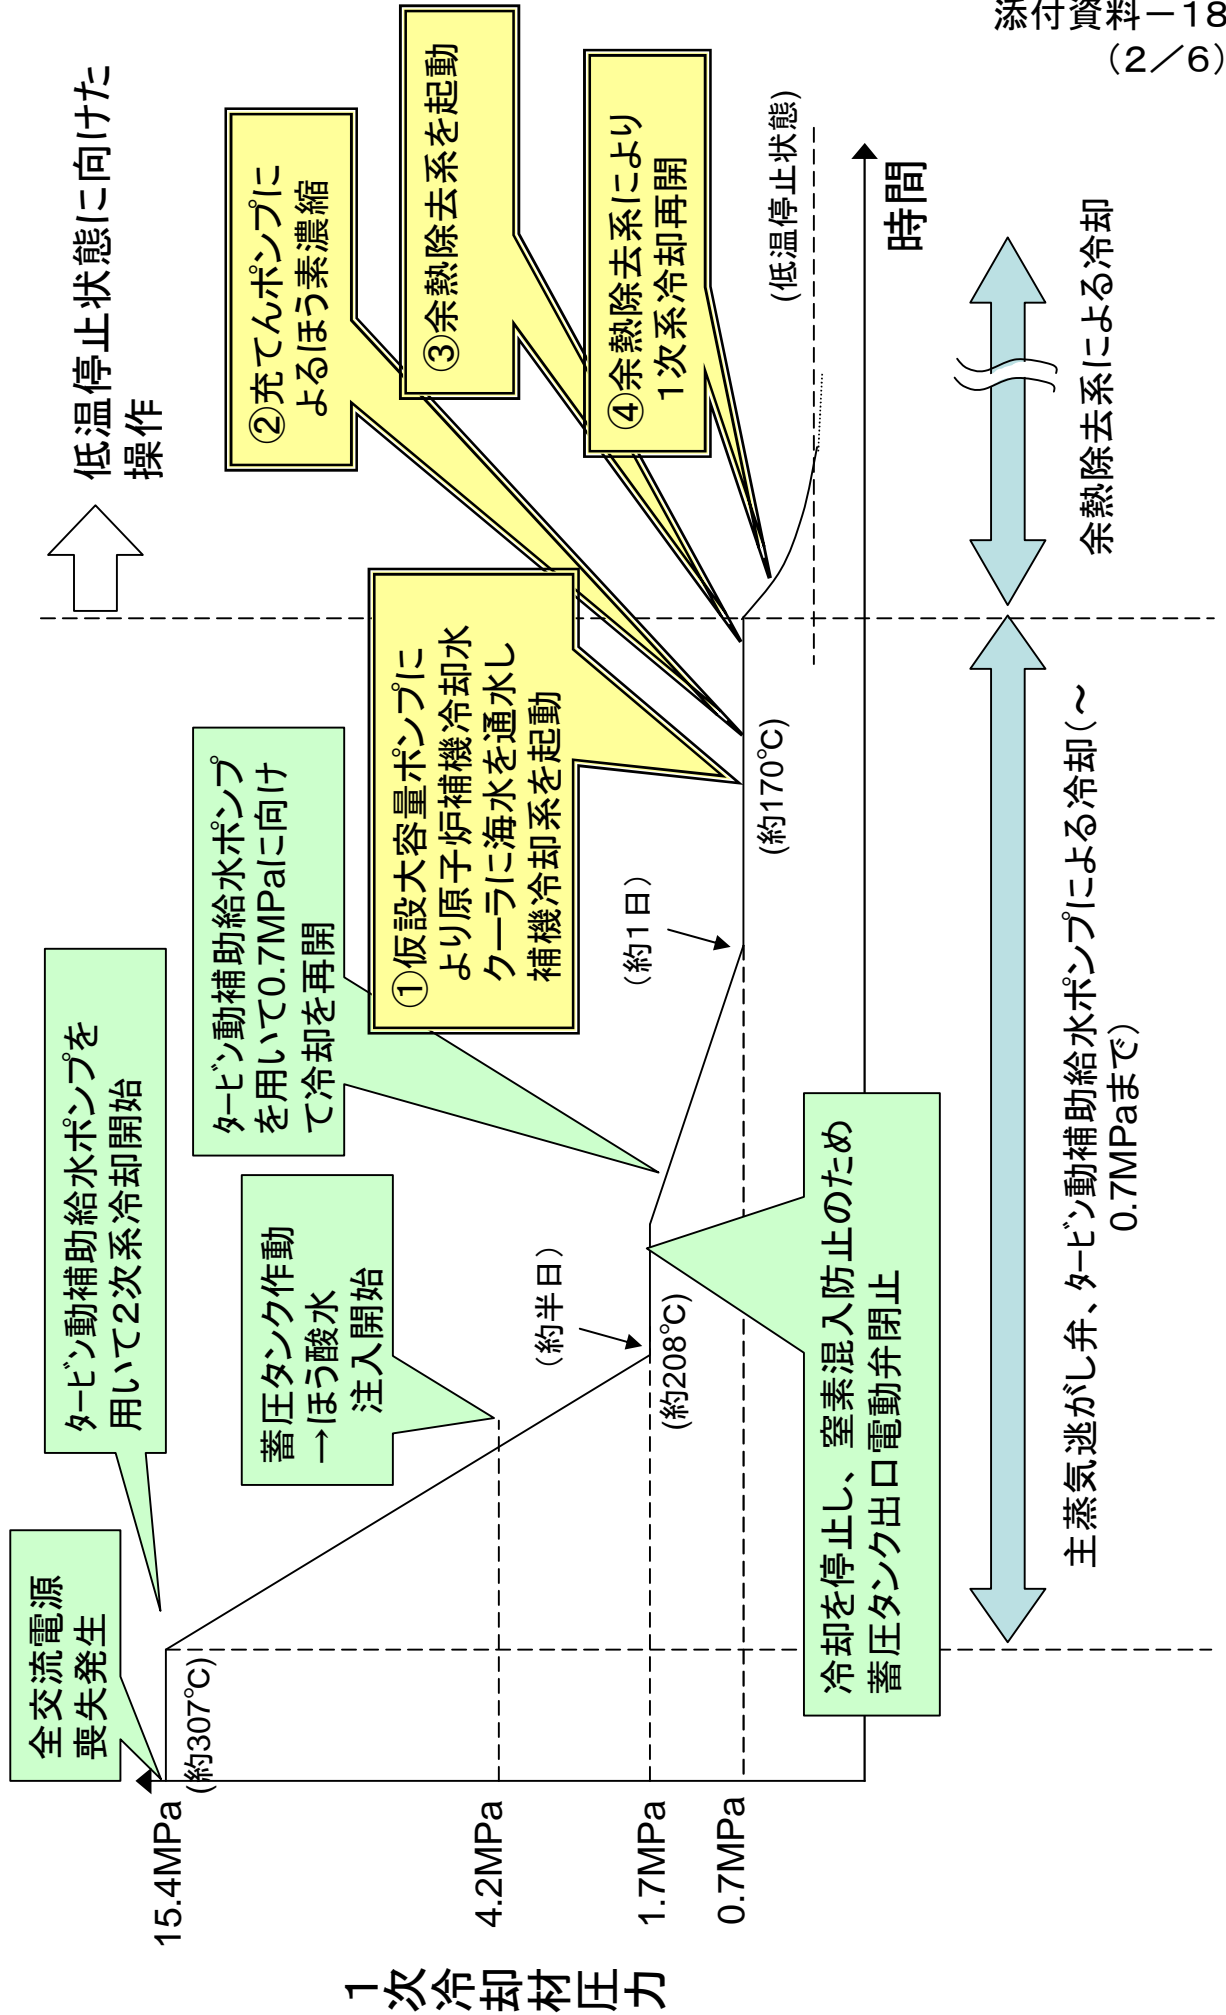 添付資料－18
（2／6）
低温停止状態に向けた
操作
全交流電源
喪失発生
タービン動補助給水ポンプを
用いて2次系冷却開始
蓄圧タンク作動
→ほう酸水
注入開始
タービン動補助給水ポンプ
を用いて0.7MPaに向け
て冷却を再開
①仮設大容量ポンプに
より原子炉補機冷却水
クーラに海水を通水し
補機冷却系を起動
②充てんポンプに
よるほう素濃縮
③余熱除去系を起動
④余熱除去系により
1次系冷却再開
1次冷却材圧力
15.4MPa
4.2MPa
1.7MPa
0.7MPa
(約307℃)
（約半日）
(約208℃)
（約1日）
(約170℃)
(低温停止状態)
時間
冷却を停止し、窒素混入防止のため
蓄圧タンク出口電動弁閉止
主蒸気逃がし弁、タービン動補助給水ポンプによる冷却（～
0.7MPaまで）
余熱除去系による冷却